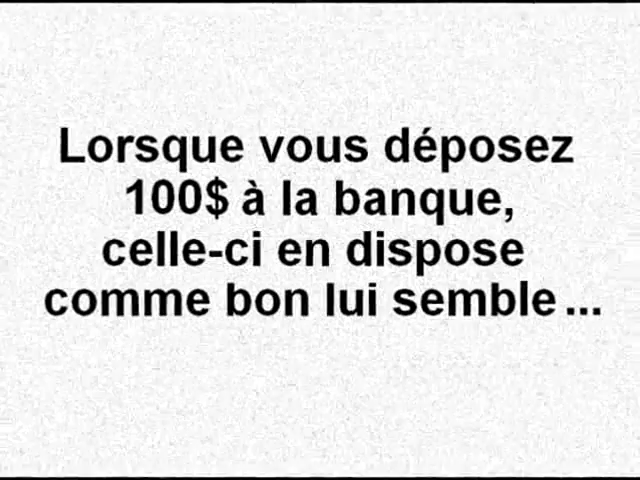 Lorsque vous déposez
100$ à la banque,
celle-ci en dispose
comme bon lui semble...